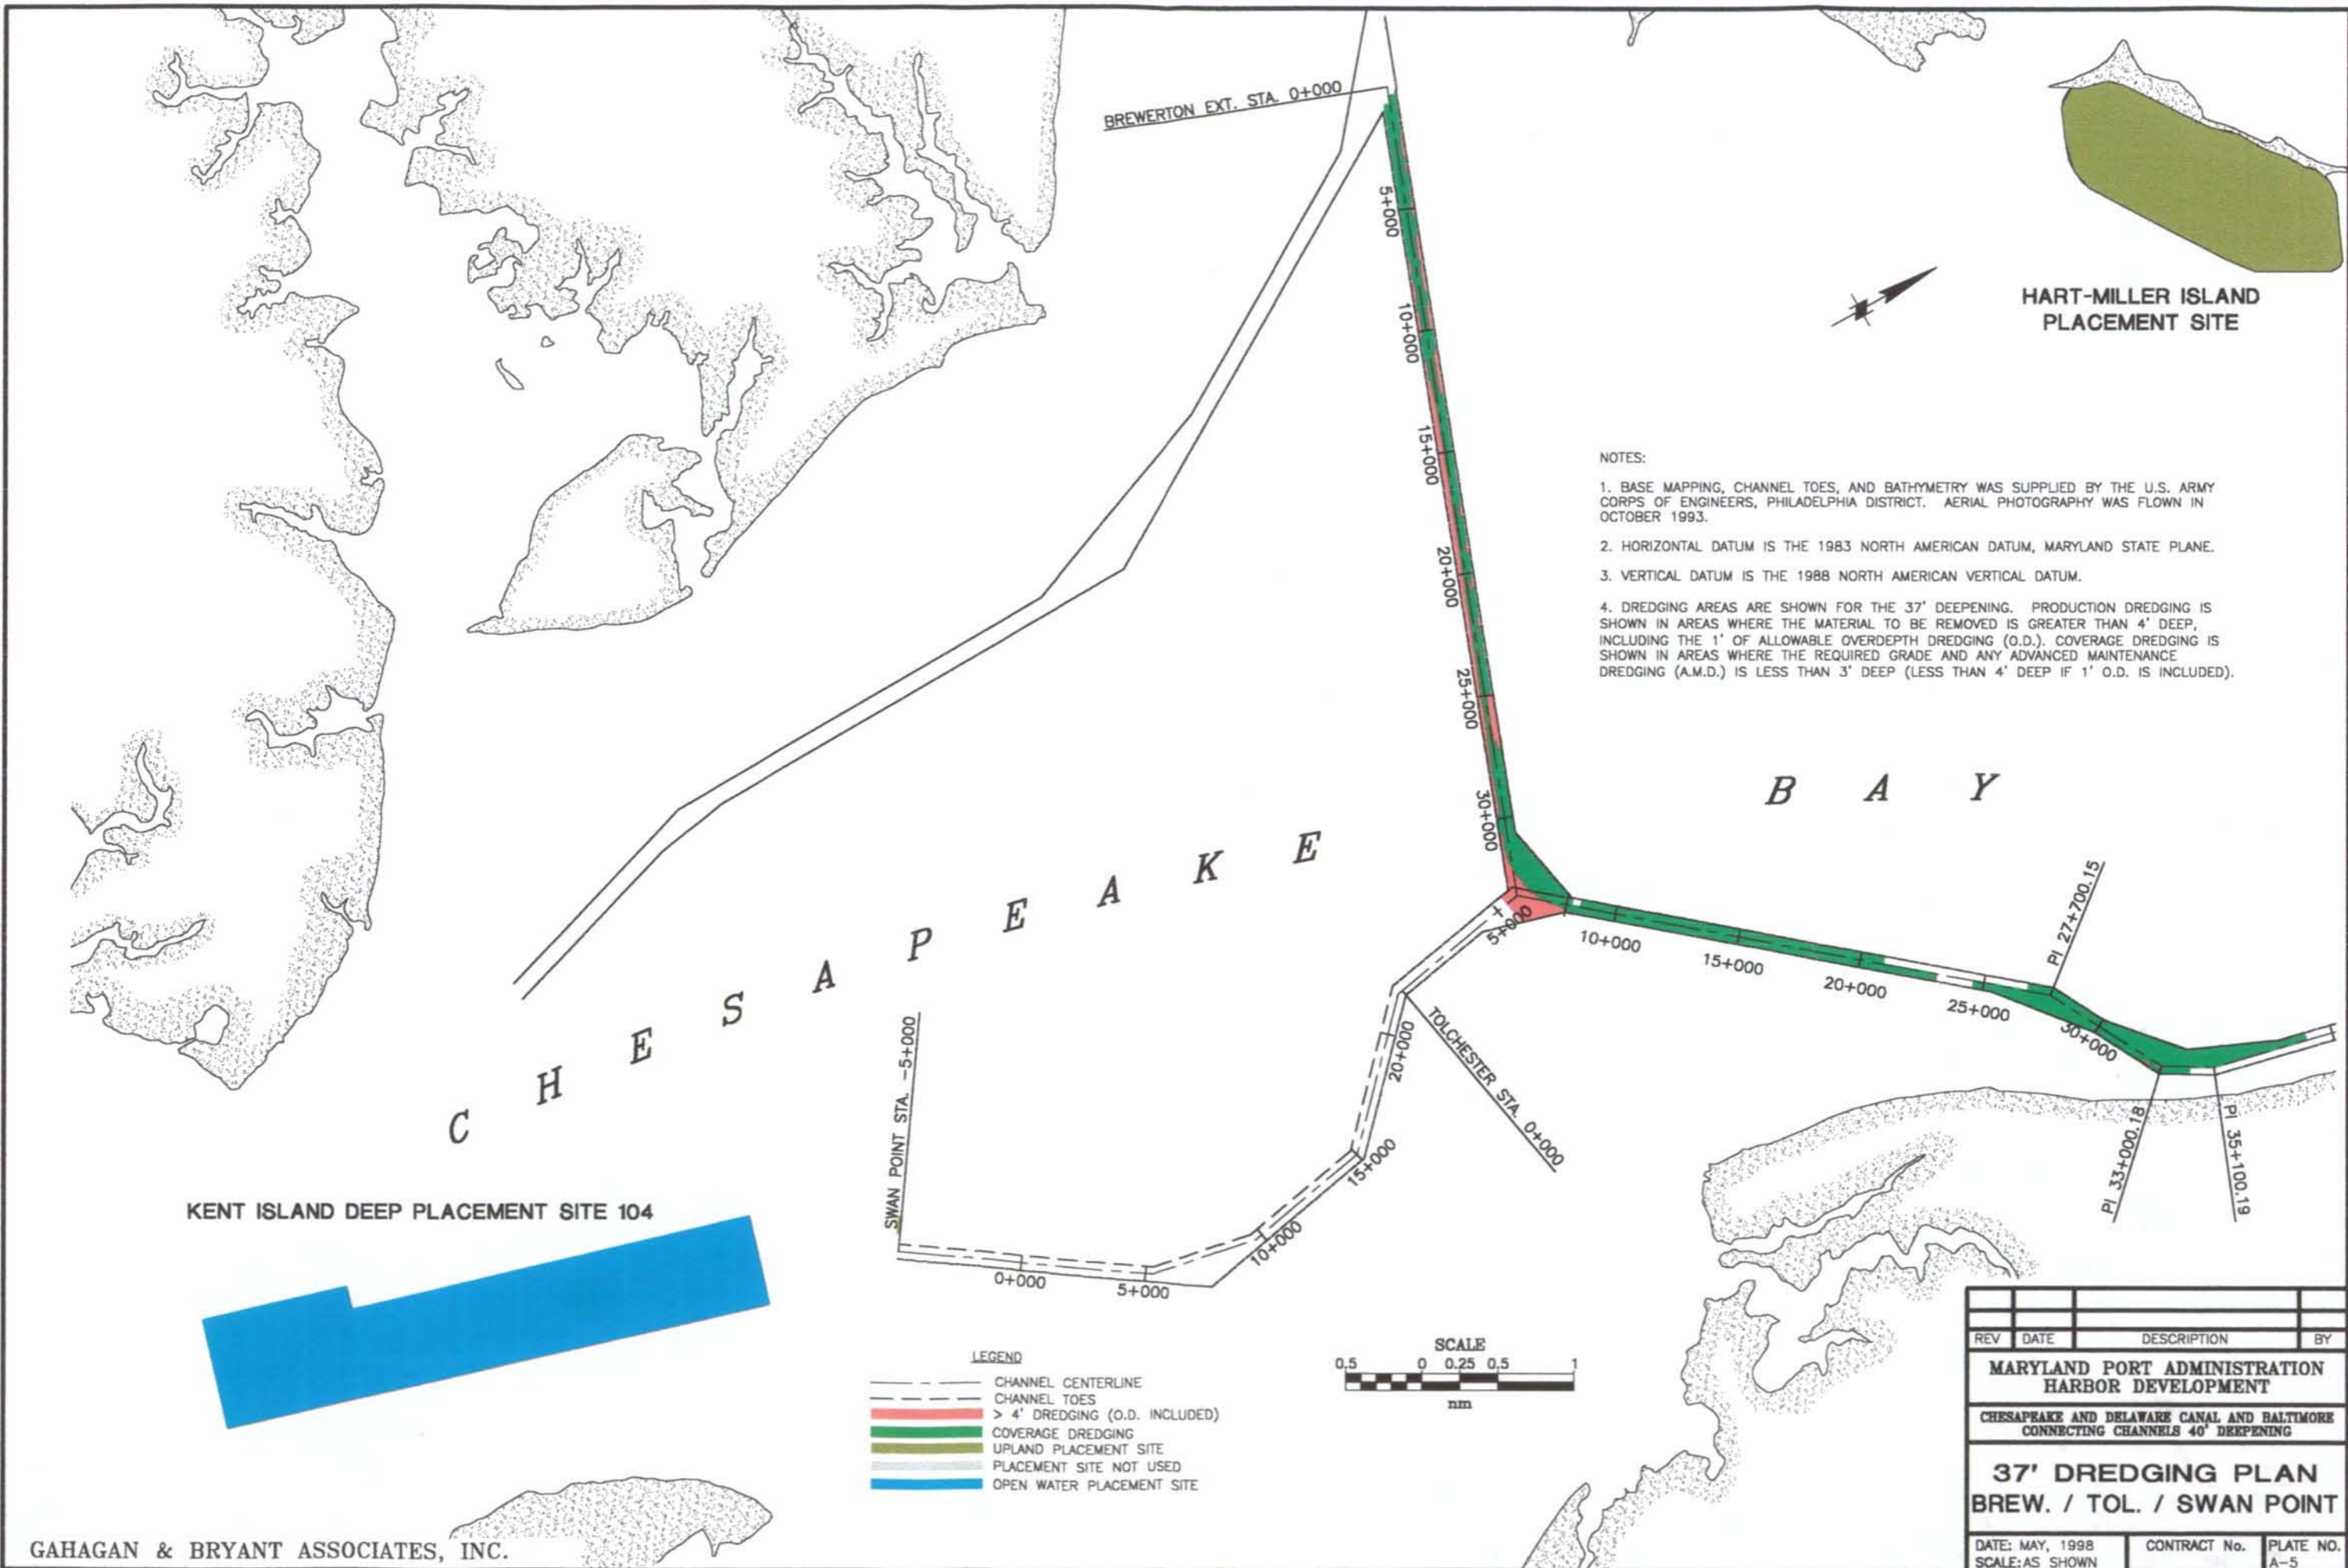 BREWERTON EXT. STA. 0+000
5+000
10+000
15+000
20+000
25+000
30+000
HART-MILLER ISLAND
PLACEMENT SITE
NOTES:
1. BASE MAPPING, CHANNEL TOES, AND BATHYMETRY WAS SUPPLIED BY THE U.S. ARMY
CORPS OF ENGINEERS, PHILADELPHIA DISTRICT. AERIAL PHOTOGRAPHY WAS FLOWN IN
OCTOBER 1993.
2. HORIZONTAL DATUM IS THE 1983 NORTH AMERICAN DATUM, MARYLAND STATE PLANE.
3. VERTICAL DATUM IS THE 1988 NORTH AMERICAN VERTICAL DATUM.
4. DREDGING AREAS ARE SHOWN FOR THE 37' DEEPENING. PRODUCTION DREDGING IS
SHOWN IN AREAS WHERE THE MATERIAL TO BE REMOVED IS GREATER THAN 4' DEEP,
INCLUDING THE 1' OF ALLOWABLE OVERDEPTH DREDGING (O.D.). COVERAGE DREDGING IS
SHOWN IN AREAS WHERE THE REQUIRED GRADE AND ANY ADVANCED MAINTENANCE
DREDGING (A.M.D.) IS LESS THAN 3' DEEP (LESS THAN 4' DEEP IF 1' O.D. IS INCLUDED).
CHESAPEAKE BAY
5+000
10+000
15+000
20+000
25+000
30+000
PI 27+700.15
PI 33+000.18
PI 35+100.19
TOLCHESTER STA. 0+000
SWAN POINT STA. -5+000
0+000
5+000
10+000
15+000
20+000
KENT ISLAND DEEP PLACEMENT SITE 104
LEGEND
CHANNEL CENTERLINE
CHANNEL TOES
> 4' DREDGING (O.D. INCLUDED)
COVERAGE DREDGING
UPLAND PLACEMENT SITE
PLACEMENT SITE NOT USED
OPEN WATER PLACEMENT SITE
SCALE
0.5 0 0.25 0.5 1
nm
REV DATE DESCRIPTION BY
MARYLAND PORT ADMINISTRATION
HARBOR DEVELOPMENT
CHESAPEAKE AND DELAWARE CANAL AND BALTIMORE
CONNECTING CHANNELS 40' DEEPENING
37' DREDGING PLAN
BREW. / TOL. / SWAN POINT
DATE: MAY, 1998 CONTRACT No. PLATE NO.
SCALE: AS SHOWN A-5
GAHAGAN & BRYANT ASSOCIATES, INC.